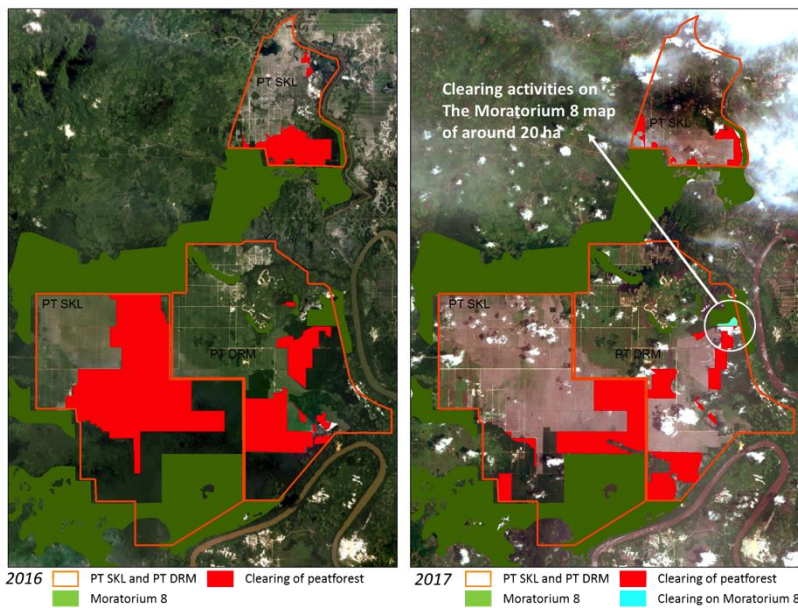 PT SKL
PT SKL
PT DRM
2016
PT SKL and PT DRM
Clearing of peatforest
Moratorium 8
Clearing activities on
The Moratorium 8 map
of around 20 ha
PT SKL
PT SKL
PT DRM
2017
PT SKL and PT DRM
Clearing of peatforest
Moratorium 8
Clearing on Moratorium 8